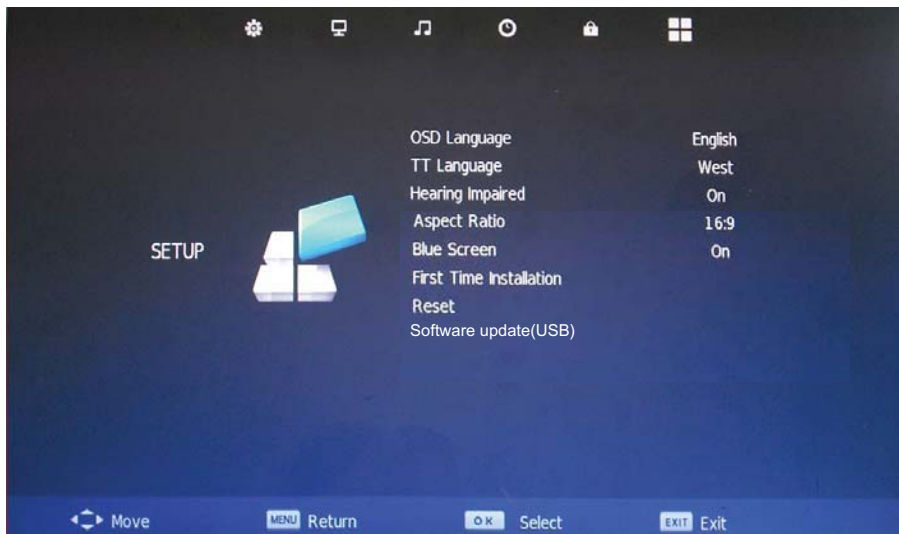 OSD Language English
TT Language West
Hearing Impaired On
Aspect Ratio 16:9
SETUP
Blue Screen On
First Time Installation
Reset
Software update(USB)
Move MENU Return OK Select EXIT Exit